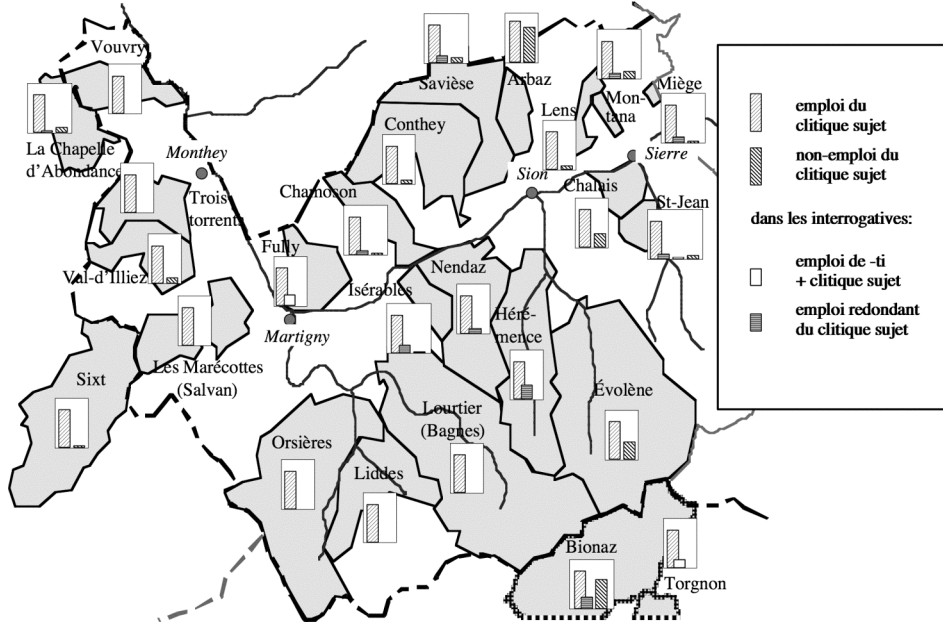 Vouvry
Savièse
Arbaz
Miège
Mon-
tana
Lens
Conthey
La Chapelle
d'Abondance
Monthey
Sierre
Sion
Chalais
Trois
torrents
Chamoson
St-Jean
Fully
Nendaz
Val-d'Illiez
Isérables
Héré-
mence
Martigny
Les Marécottes
(Salvan)
Sixt
Évolène
Lourtier
(Bagnes)
Orsières
Liddes
Bionaz
Torgnon
emploi du
clitique sujet
non-emploi du
clitique sujet
dans les interrogatives:
emploi de -ti
+ clitique sujet
emploi redondant
du clitique sujet